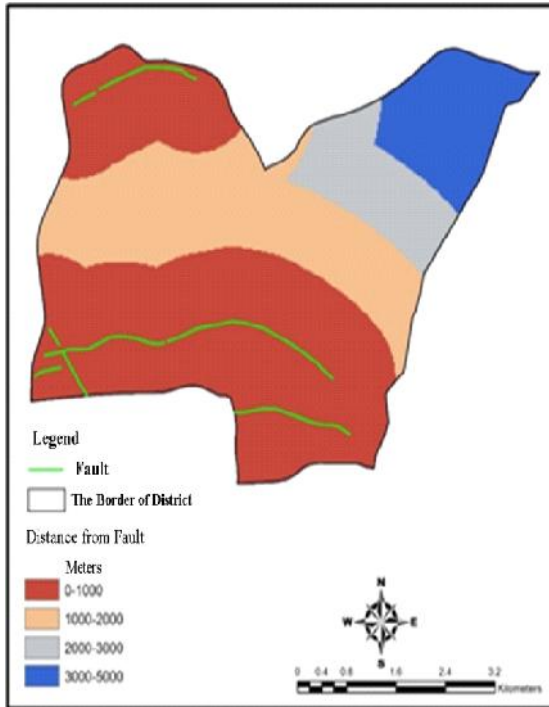 Legend
Fault
The Border of District
Distance from Fault
Meters
0-1000
1000-2000
2000-3000
3000-5000
N
W E
S
0 0.4 0.8 1.6 2.4 3.2
Kilometers